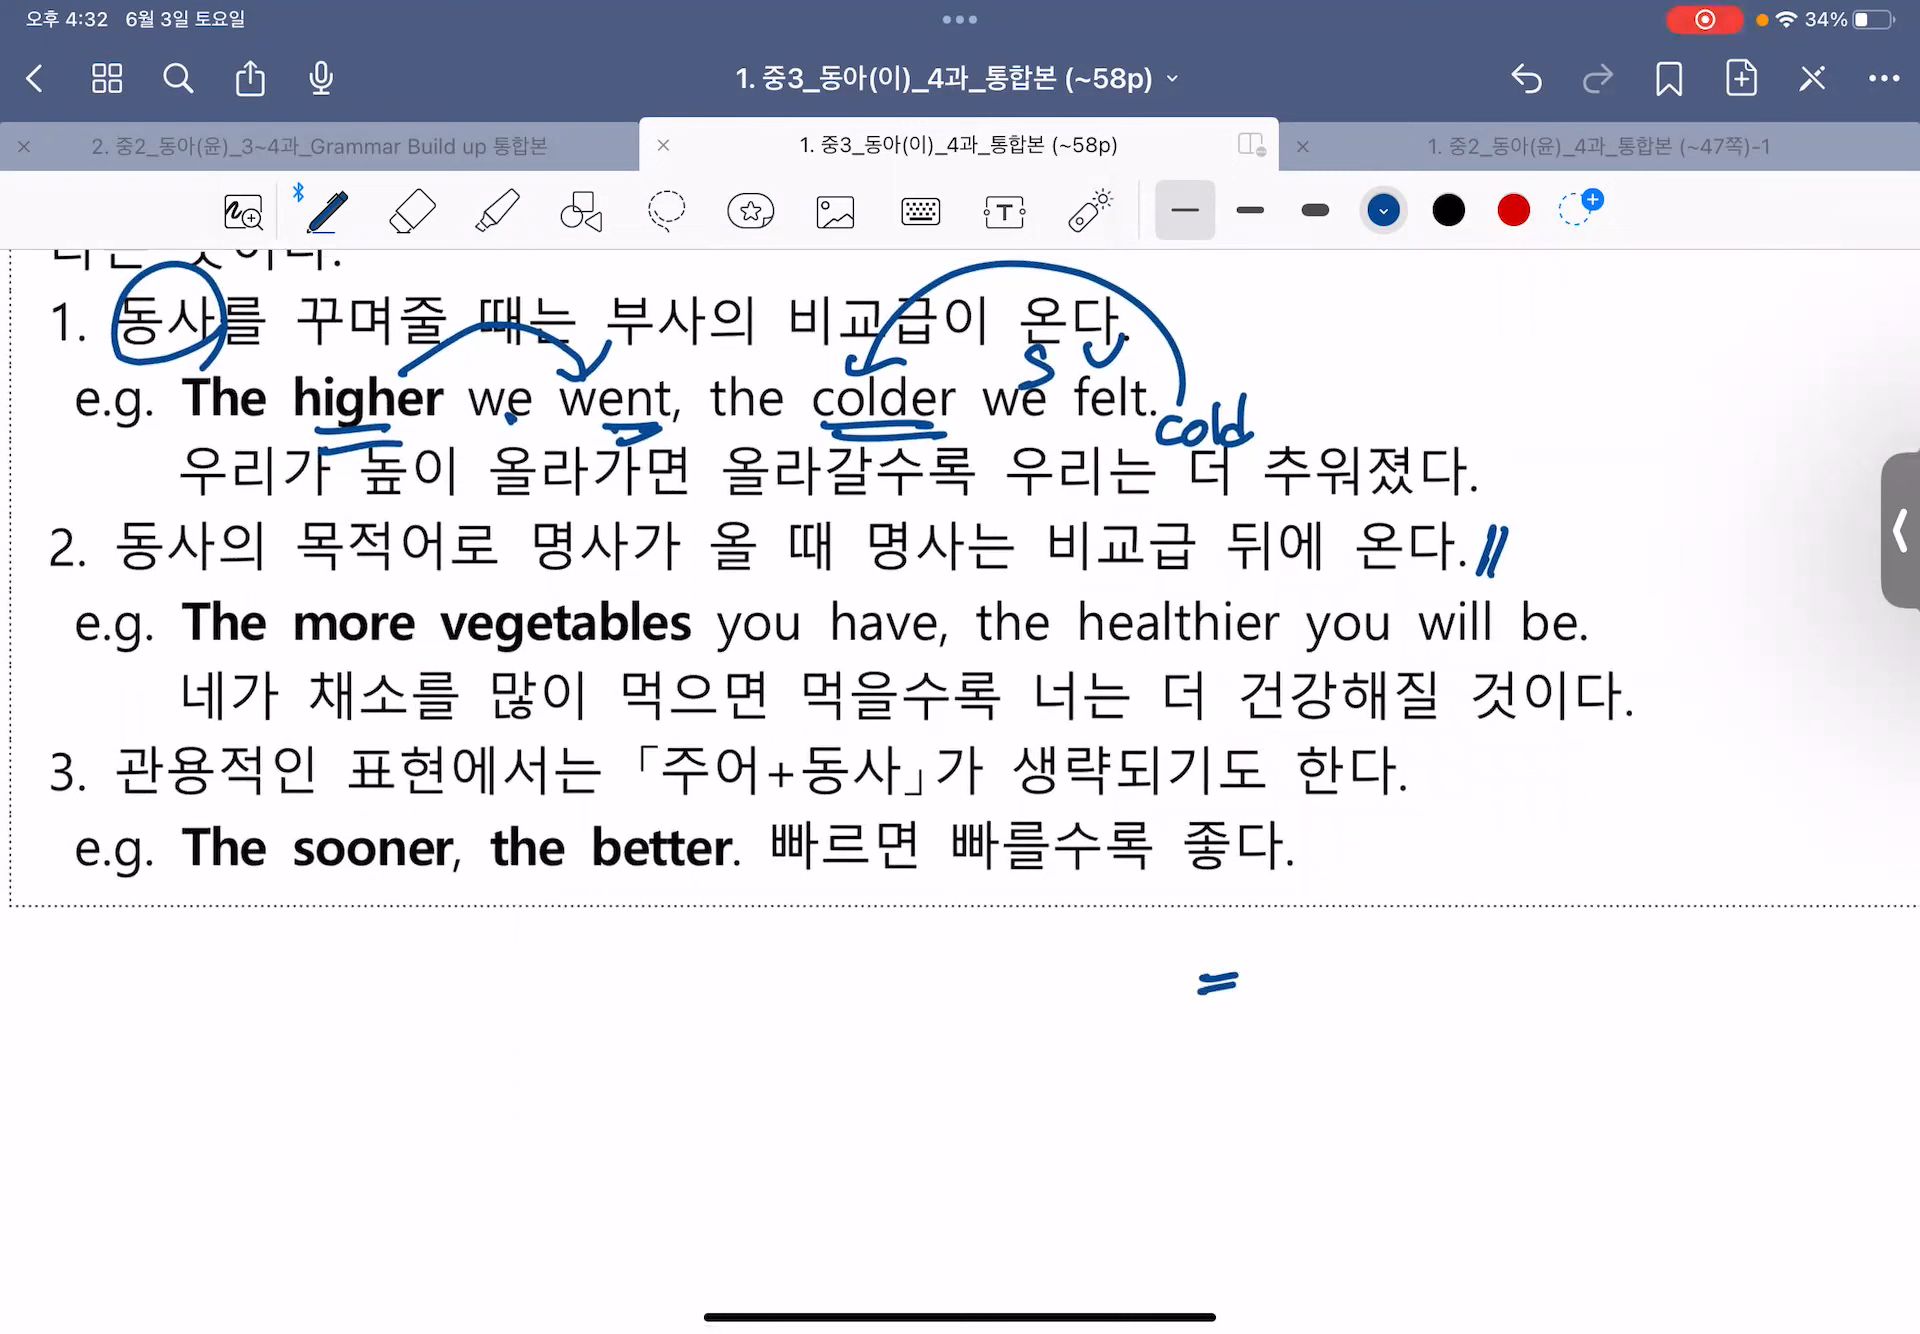 오후 4:32 6월 3일 토요일 34%
1. 중3_동아(이)_4과_통합본 (~58p)
2. 중2_동아(윤)_3~4과_Grammar Build up 통합본 1. 중3_동아(이)_4과_통합본 (~58p) 1. 중2_동아(윤)_4과_통합본 (~47쪽)-1
1. 동사를 꾸며줄 때는 부사의 비교급이 온다.
S V
e.g. The higher we went, the colder we felt.
cold
우리가 높이 올라가면 올라갈수록 우리는 더 추워졌다.
2. 동사의 목적어로 명사가 올 때 명사는 비교급 뒤에 온다.
e.g. The more vegetables you have, the healthier you will be.
네가 채소를 많이 먹으면 먹을수록 너는 더 건강해질 것이다.
3. 관용적인 표현에서는 「주어+동사」가 생략되기도 한다.
e.g. The sooner, the better. 빠르면 빠를수록 좋다.